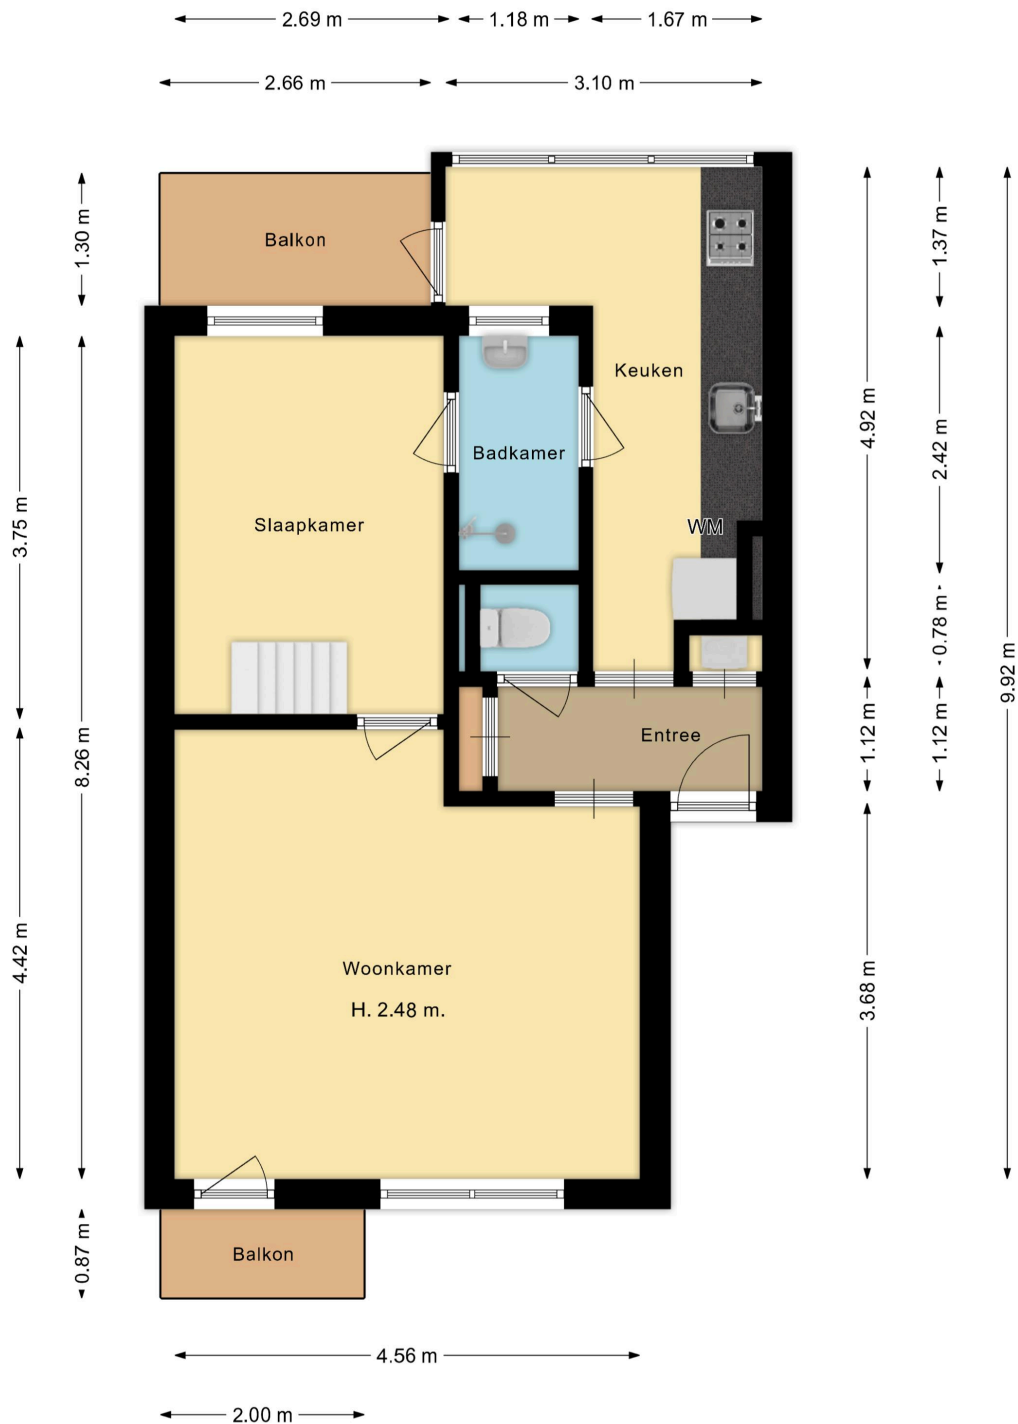 2.69 m
1.18 m
1.67 m
2.66 m
3.10 m
1.30 m
Balkon
1.37 m
Keuken
4.92 m
2.42 m
Badkamer
3.75 m
Slaapkamer
WM
0.78 m
9.92 m
8.26 m
Entree
1.12 m
1.12 m
4.42 m
Woonkamer
H. 2.48 m.
3.68 m
0.87 m
Balkon
4.56 m
2.00 m